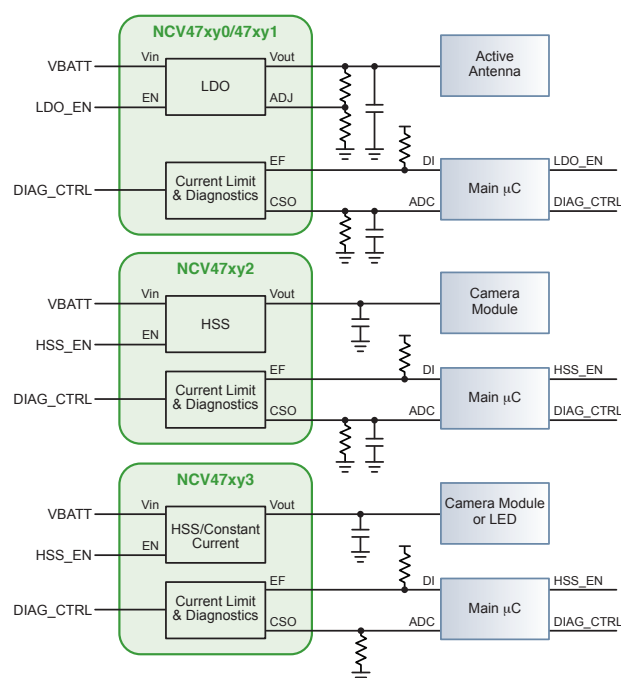 NCV47xy0/47xy1
VBATT
Vin
Vout
LDO
LDO_EN
EN
ADJ
Active
Antenna
DIAG_CTRL
Current Limit
& Diagnostics
EF
CSO
DI
ADC
Main μC
LDO_EN
DIAG_CTRL
NCV47xy2
VBATT
Vin
Vout
HSS
HSS_EN
EN
Camera
Module
DIAG_CTRL
Current Limit
& Diagnostics
EF
CSO
DI
ADC
Main μC
HSS_EN
DIAG_CTRL
NCV47xy3
VBATT
Vin
Vout
HSS/Constant
Current
HSS_EN
EN
Camera Module
or LED
DIAG_CTRL
Current Limit
& Diagnostics
EF
CSO
DI
ADC
Main μC
HSS_EN
DIAG_CTRL